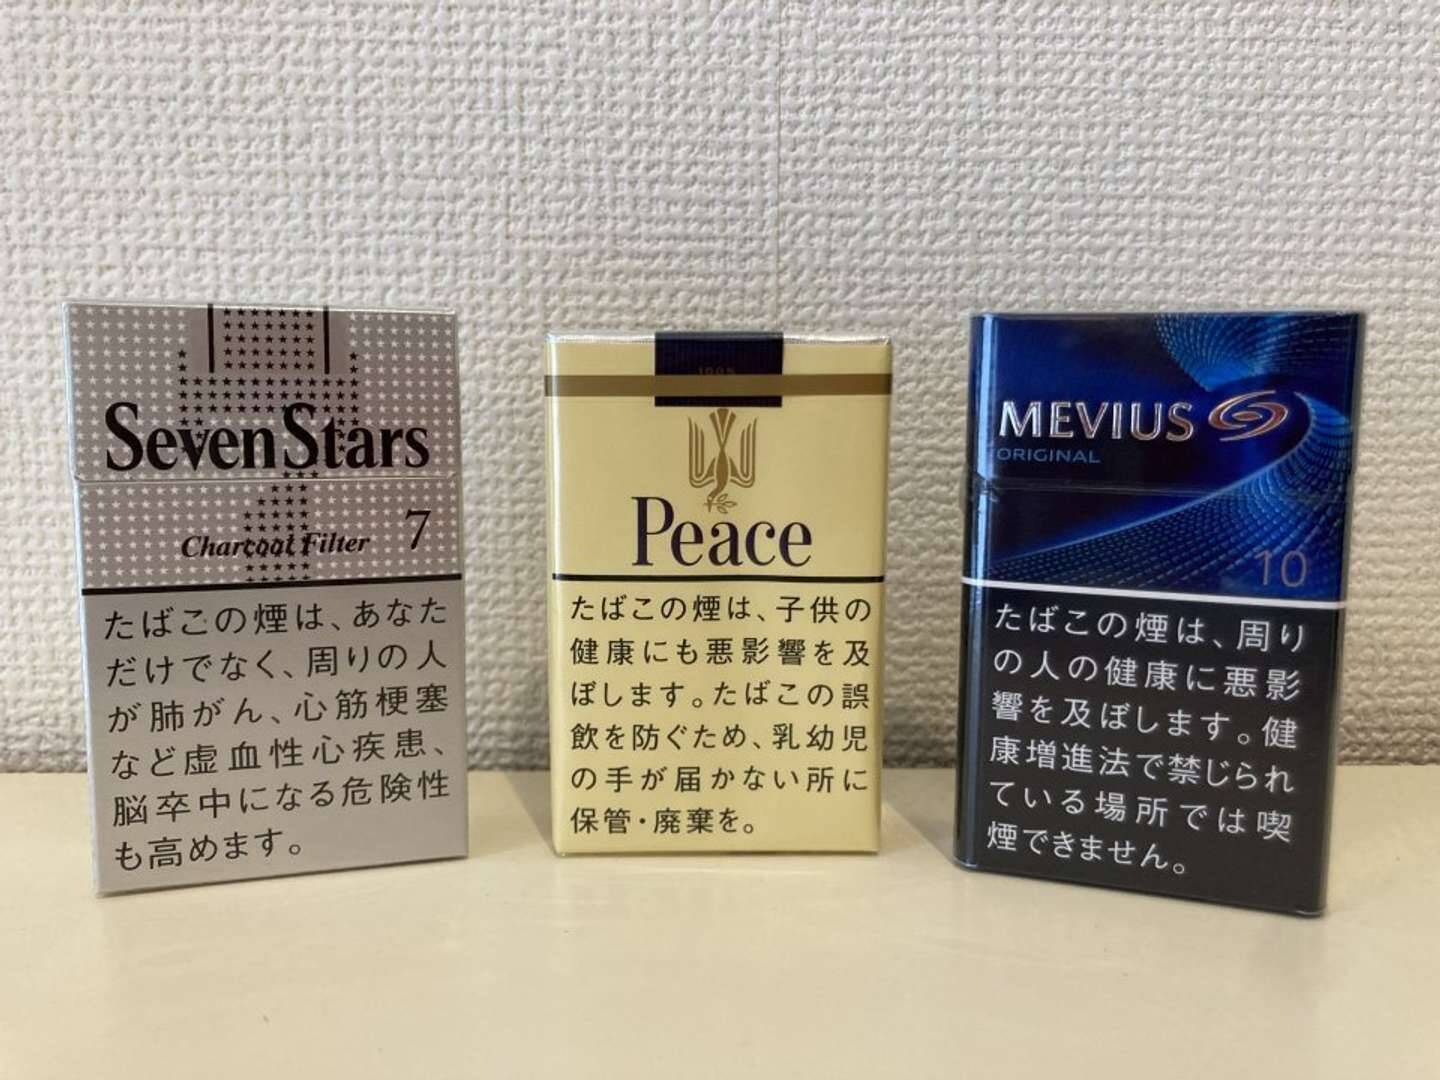 Seven Stars
Charcoal Filter 7
たばこの煙は、あなた
だけでなく、周りの人
が肺がん、心筋梗塞
など虚血性心疾患、
脳卒中になる危険性
も高めます。
100%
Peace
たばこの煙は、子供の
健康にも悪影響を及
ぼします。たばこの誤
飲を防ぐため、乳幼児
の手が届かない所に
保管・廃棄を。
MEVIUS
ORIGINAL
10
たばこの煙は、周り
の人の健康に悪影
響を及ぼします。健
康増進法で禁じられ
ている場所では喫
煙できません。